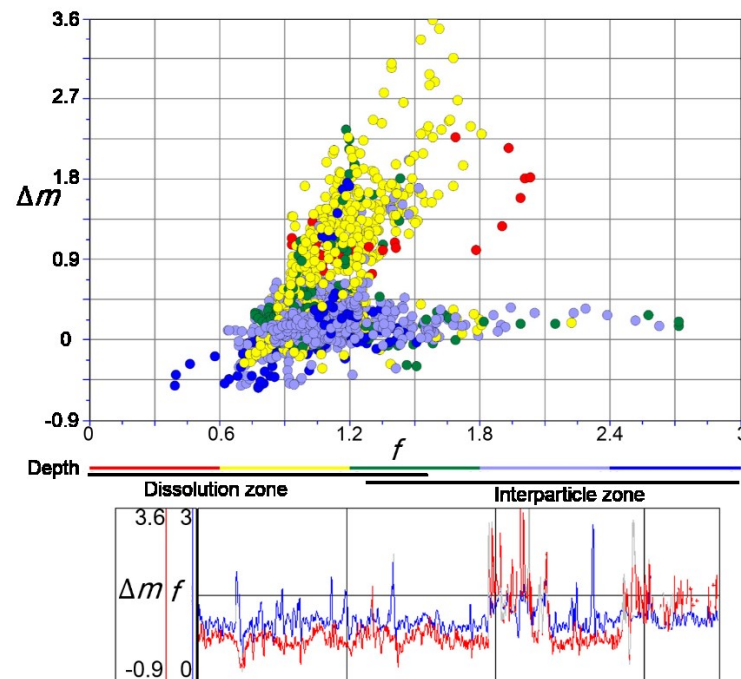 3.6
2.7
1.8
Δm
0.9
0
-0.9
0 0.6 1.2 f 1.8 2.4 3
Depth
Dissolution zone Interparticle zone
3.6 3
Δm f
-0.9 0